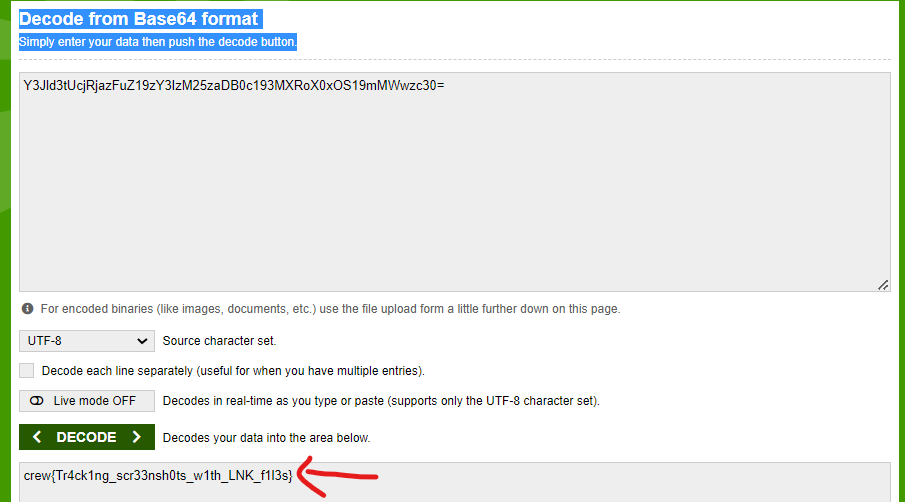 Decode from Base64 format
Simply enter your data then push the decode button.
Y3Jld3tUcjRjazFuZ19zY3IzM25zaDB0c193MXRoX0xOS19mMWwzc30=
For encoded binaries (like images, documents, etc.) use the file upload form a little further down on this page.
UTF-8 Source character set.
Decode each line separately (useful for when you have multiple entries).
Live mode OFF Decodes in real-time as you type or paste (supports only the UTF-8 character set).
DECODE Decodes your data into the area below.
crew{Tr4ck1ng_scr33nsh0ts_w1th_LNK_f1l3s}